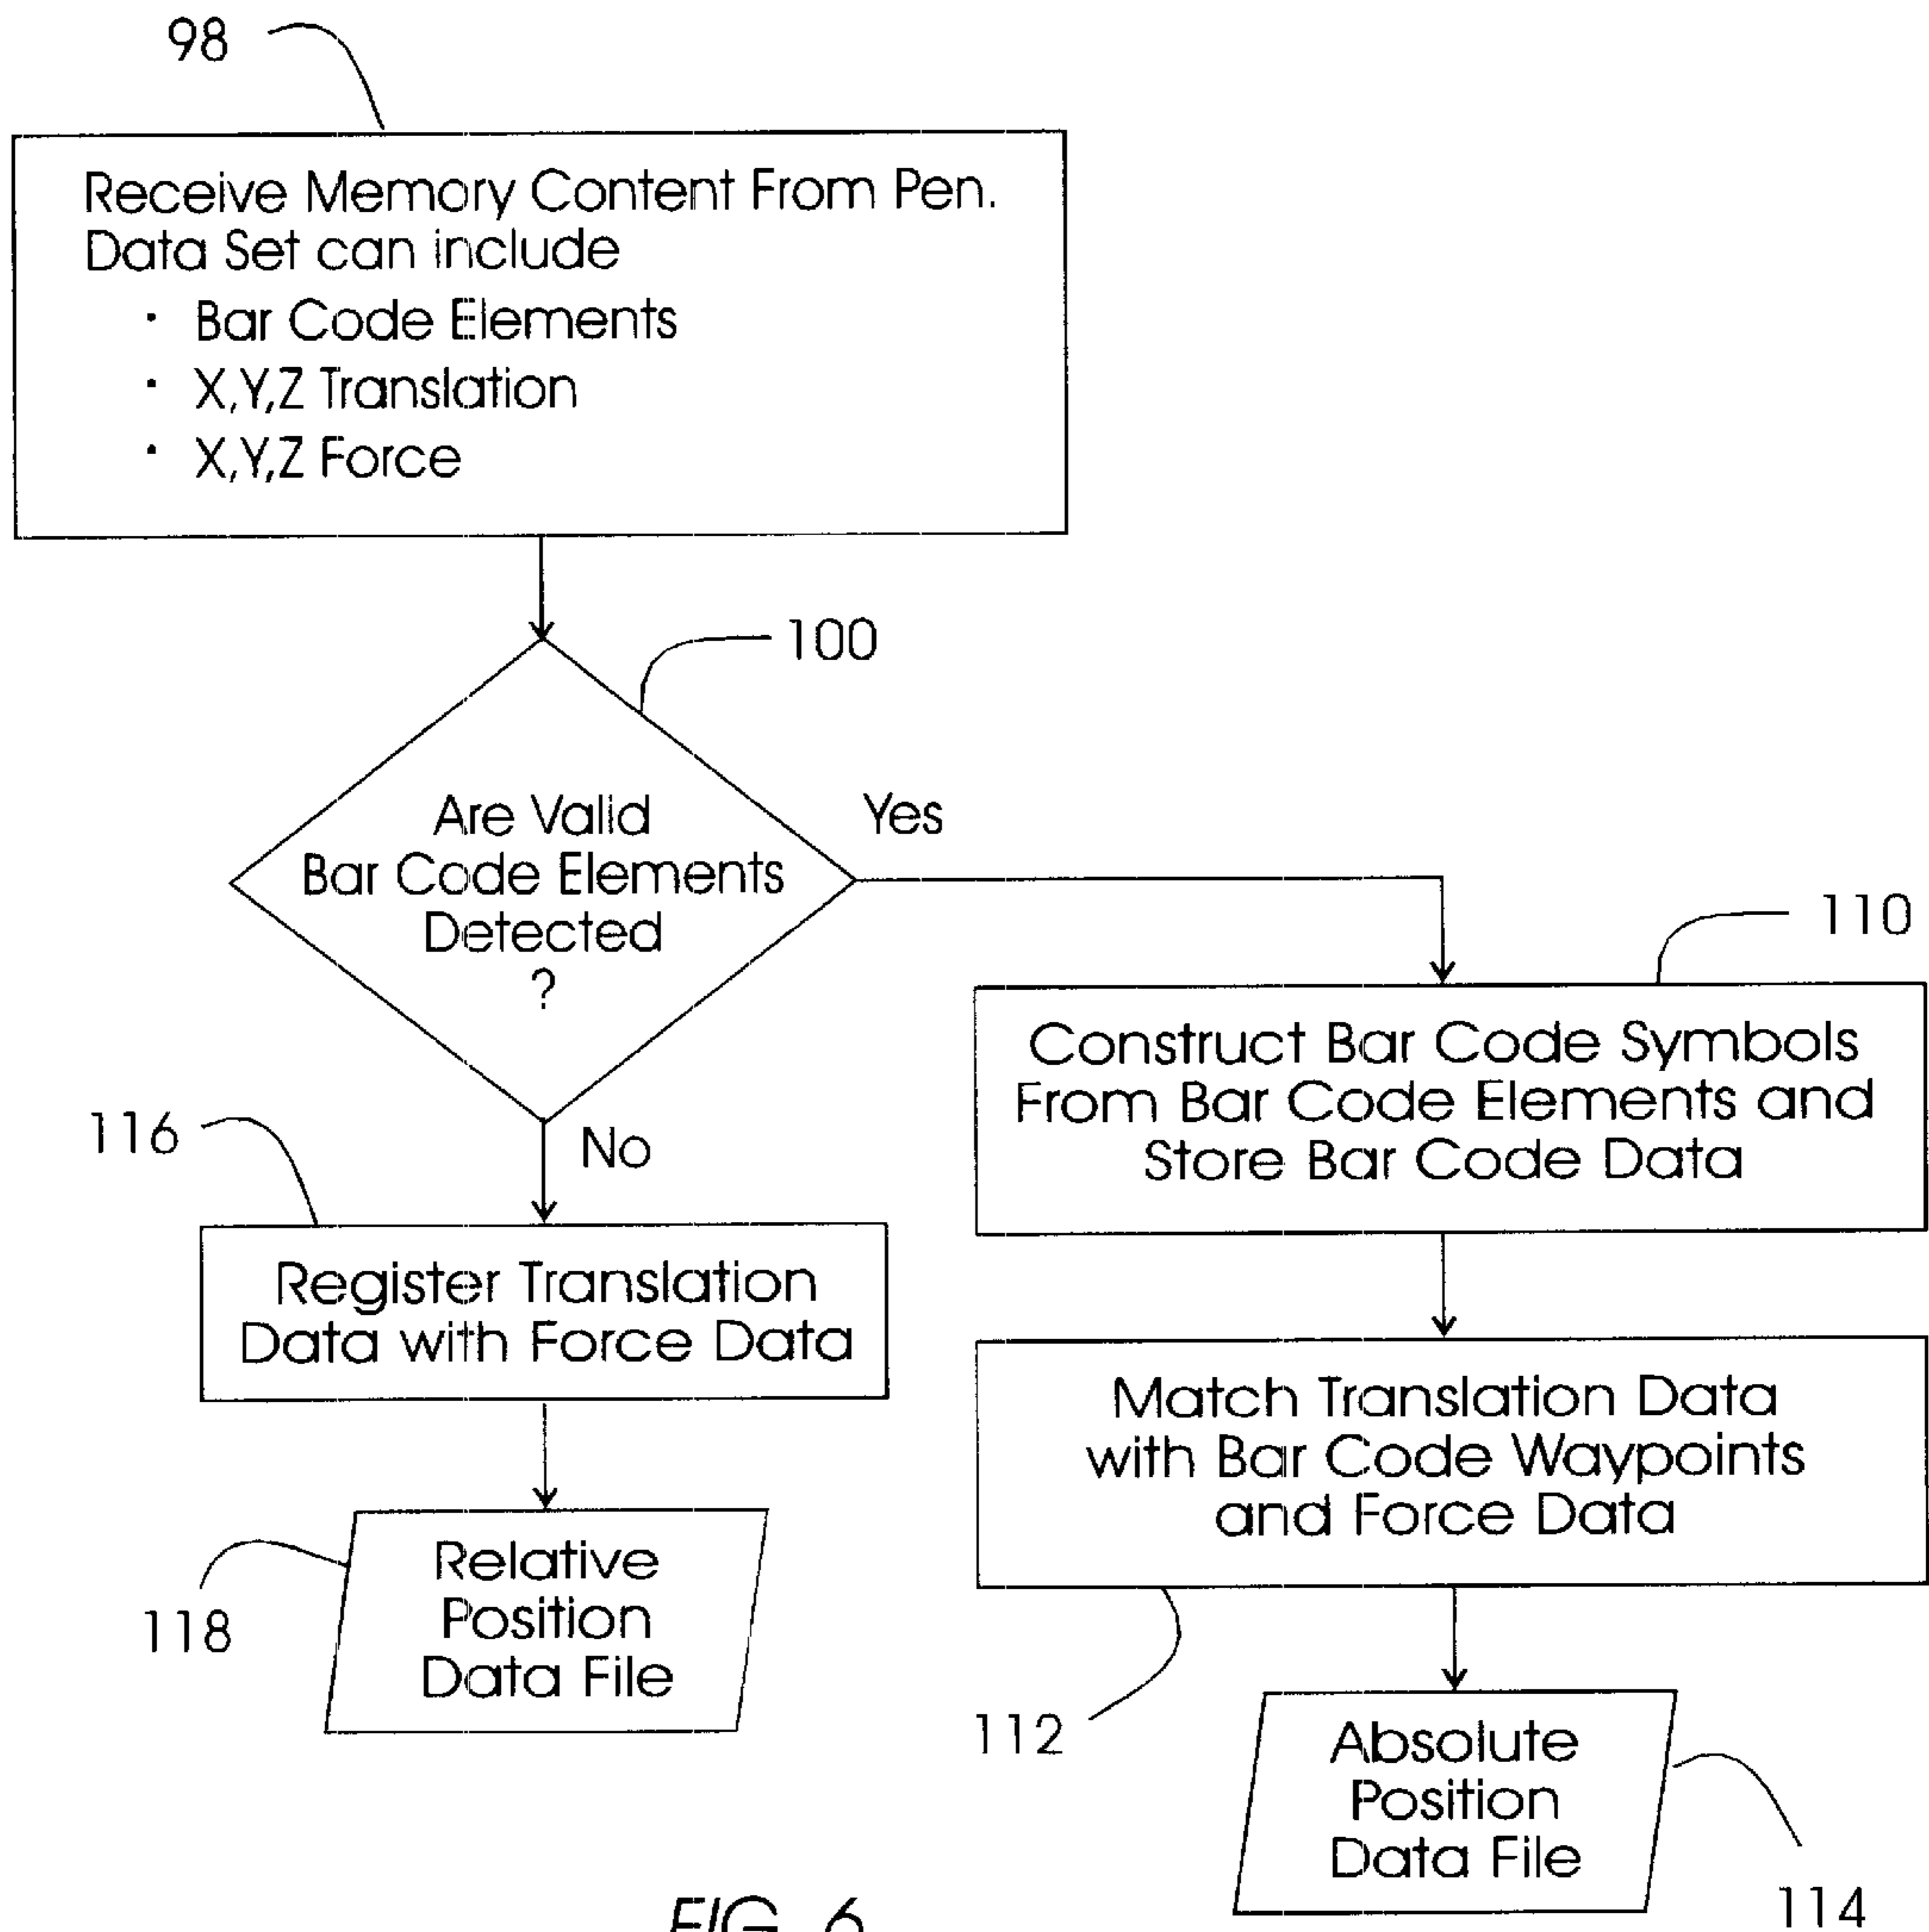 98
Receive Memory Content From Pen.
Data Set can include
· Bar Code Elements
· X,Y,Z Translation
· X,Y,Z Force
100
Are Valid
Bar Code Elements
Detected
?
Yes
No
110
Construct Bar Code Symbols
From Bar Code Elements and
Store Bar Code Data
116
Register Translation
Data with Force Data
Match Translation Data
with Bar Code Waypoints
and Force Data
112
118
Relative
Position
Data File
Absolute
Position
Data File
114
FIG. 6